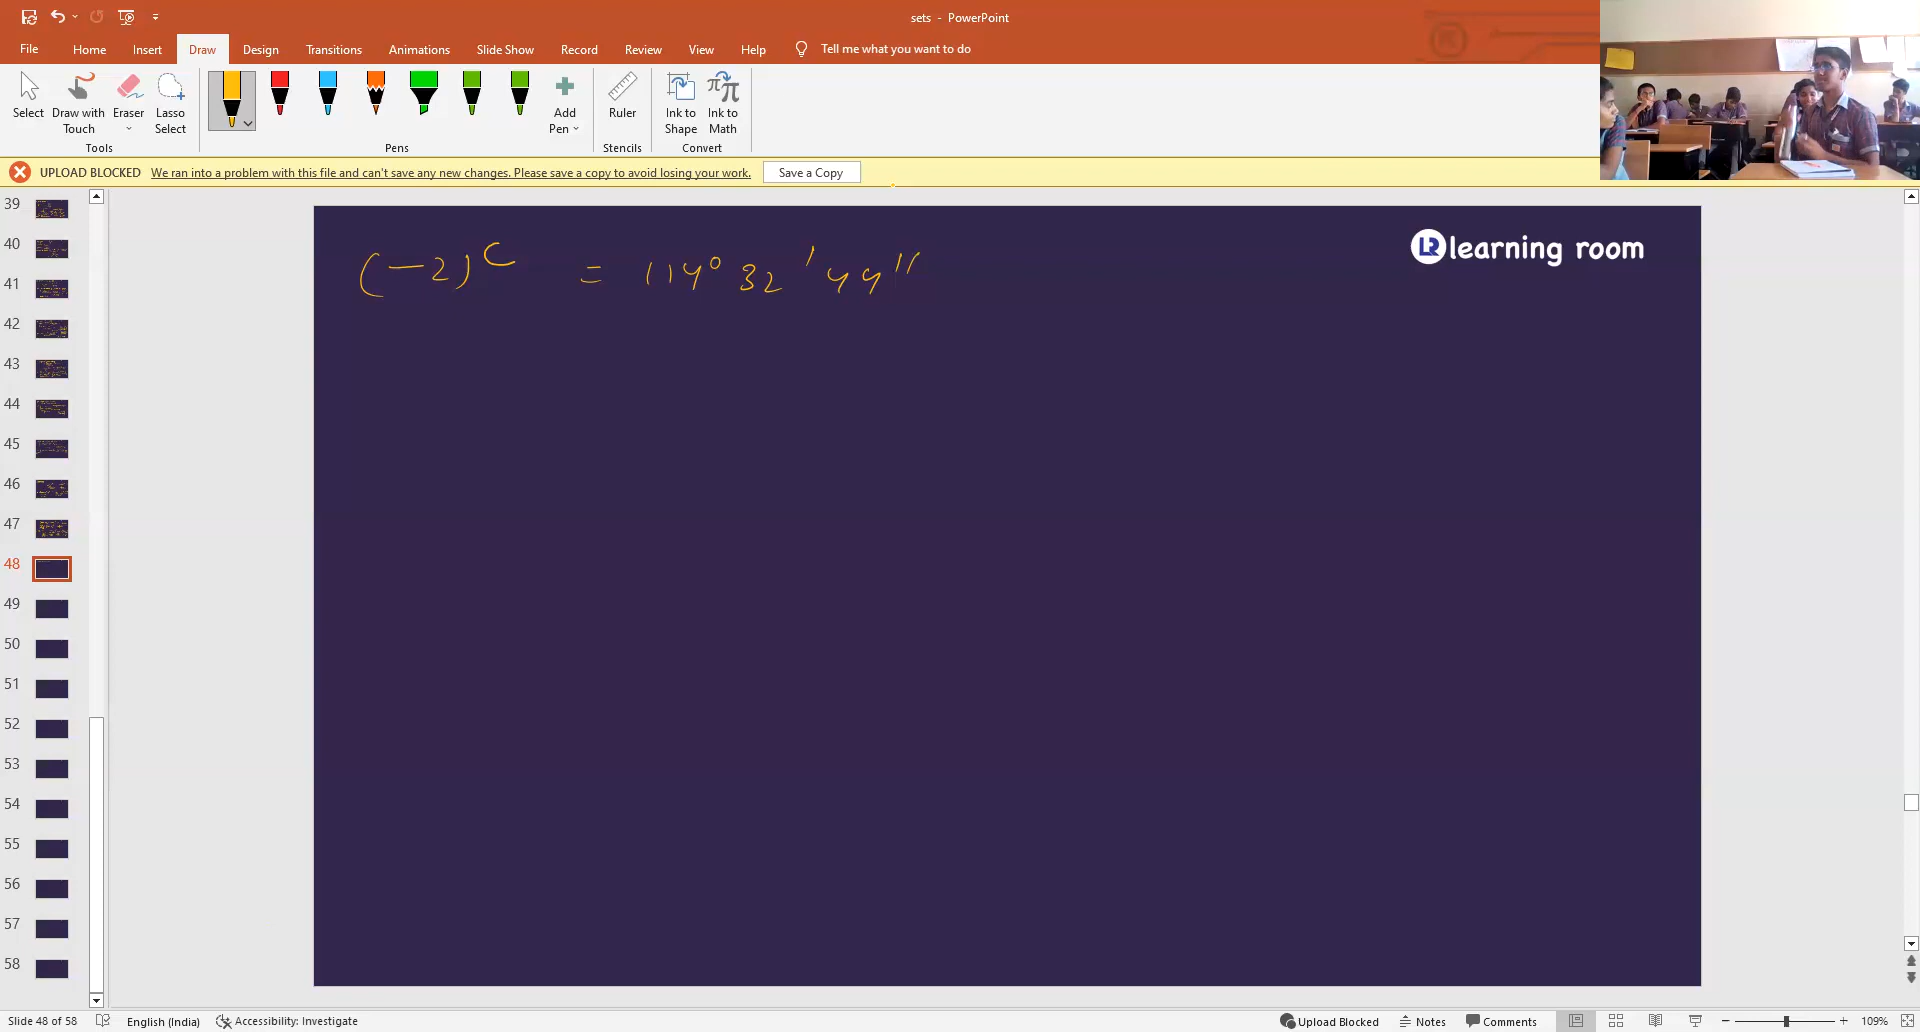 sets - PowerPoint
File Home Insert Draw Design Transitions Animations Slide Show Record Review View Help Tell me what you want to do
Select Draw with Touch Eraser Lasso Select Add Pen Ruler Ink to Shape Ink to Math
Tools Pens Stencils Convert
UPLOAD BLOCKED We ran into a problem with this file and can't save any new changes. Please save a copy to avoid losing your work. Save a Copy
39
40
41
42
43
44
45
46
47
48
49
50
51
52
53
54
55
56
57
58
LR learning room
(-2)^C = 114° 32' 44"
Slide 48 of 58 English (India) Accessibility: Investigate Upload Blocked Notes Comments 109%